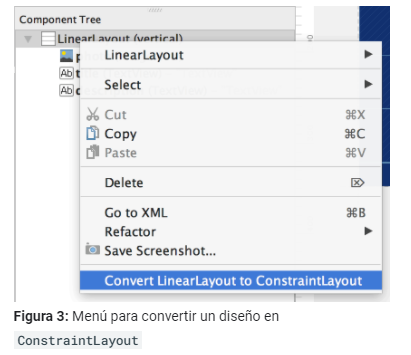 Component Tree
LinearLayout (vertical)
LinearLayout
Select
Cut ⌘X
Copy ⌘C
Paste ⌘V
Delete ⌦
Go to XML ⌘B
Refactor
Save Screenshot...
Convert LinearLayout to ConstraintLayout
Ab
Ab
Figura 3: Menú para convertir un diseño en
ConstraintLayout